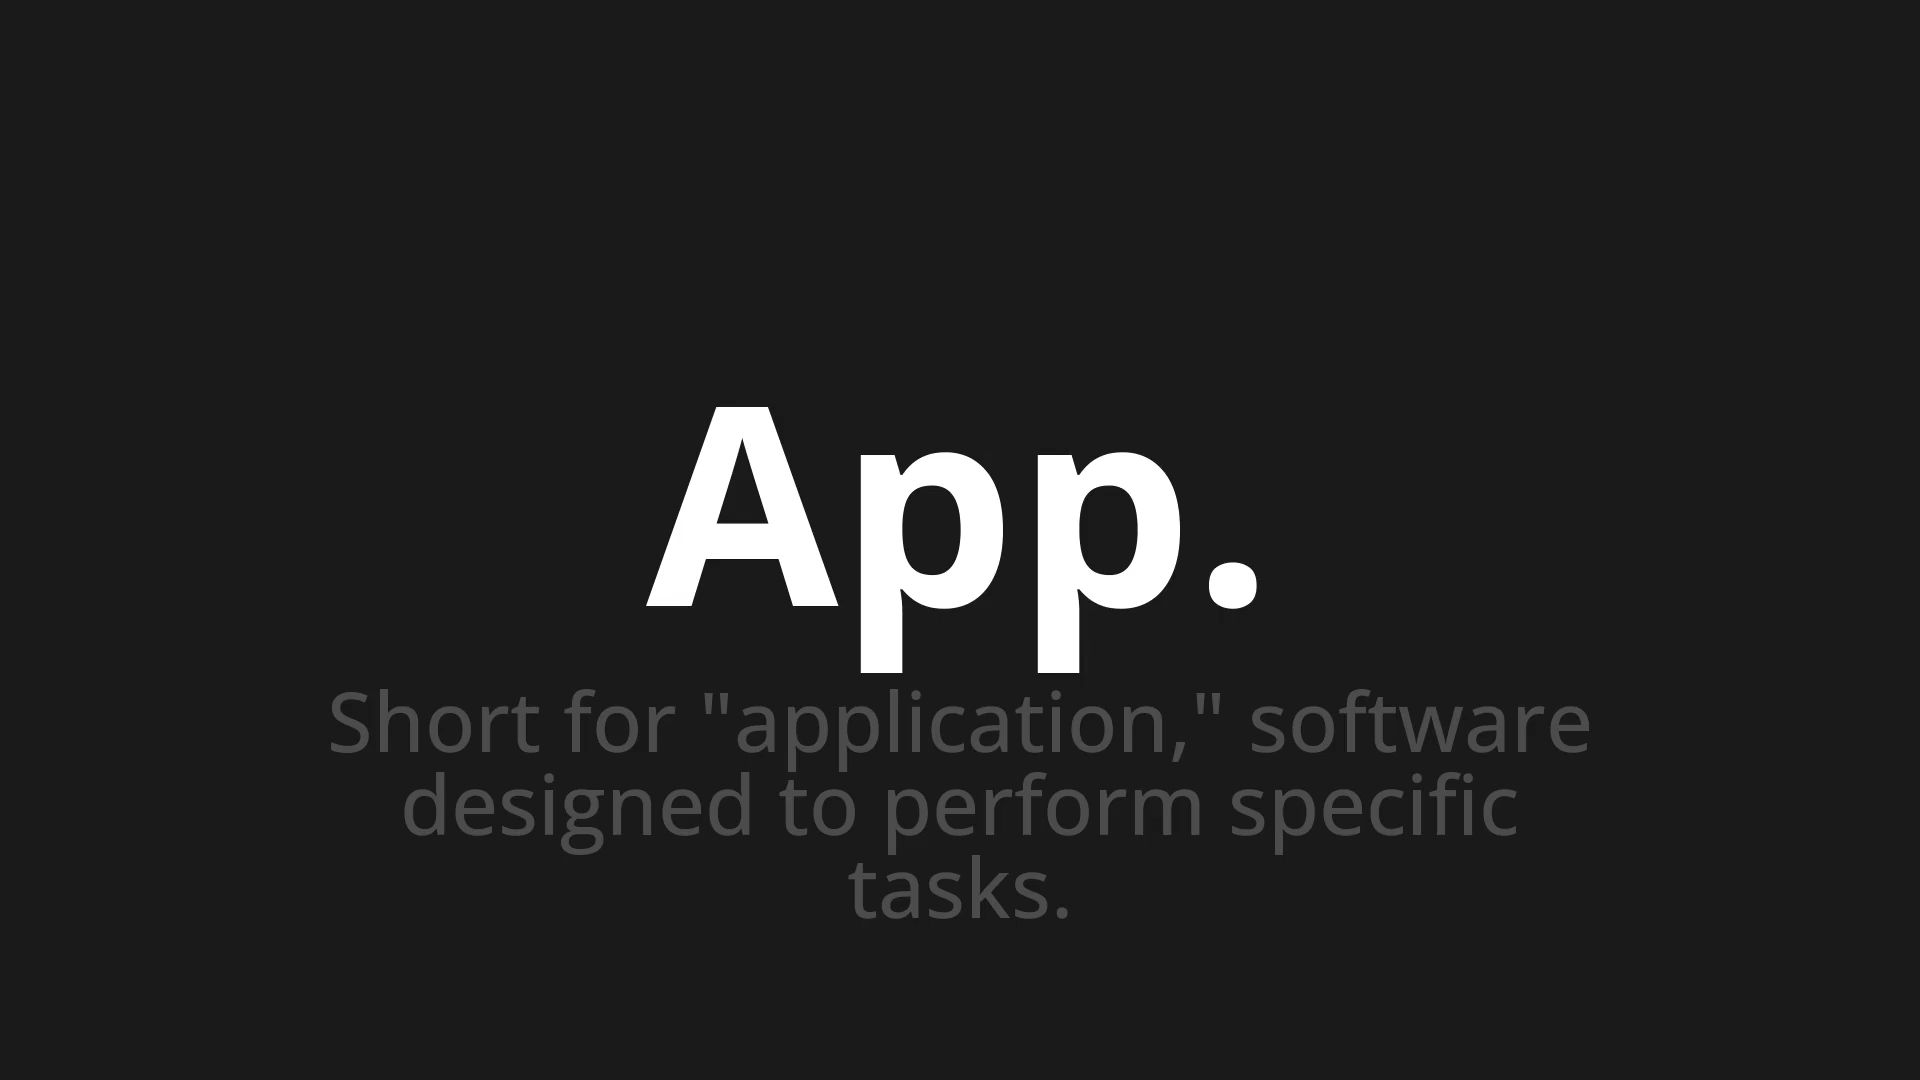 App.
Short for "application," software
designed to perform specific
tasks.